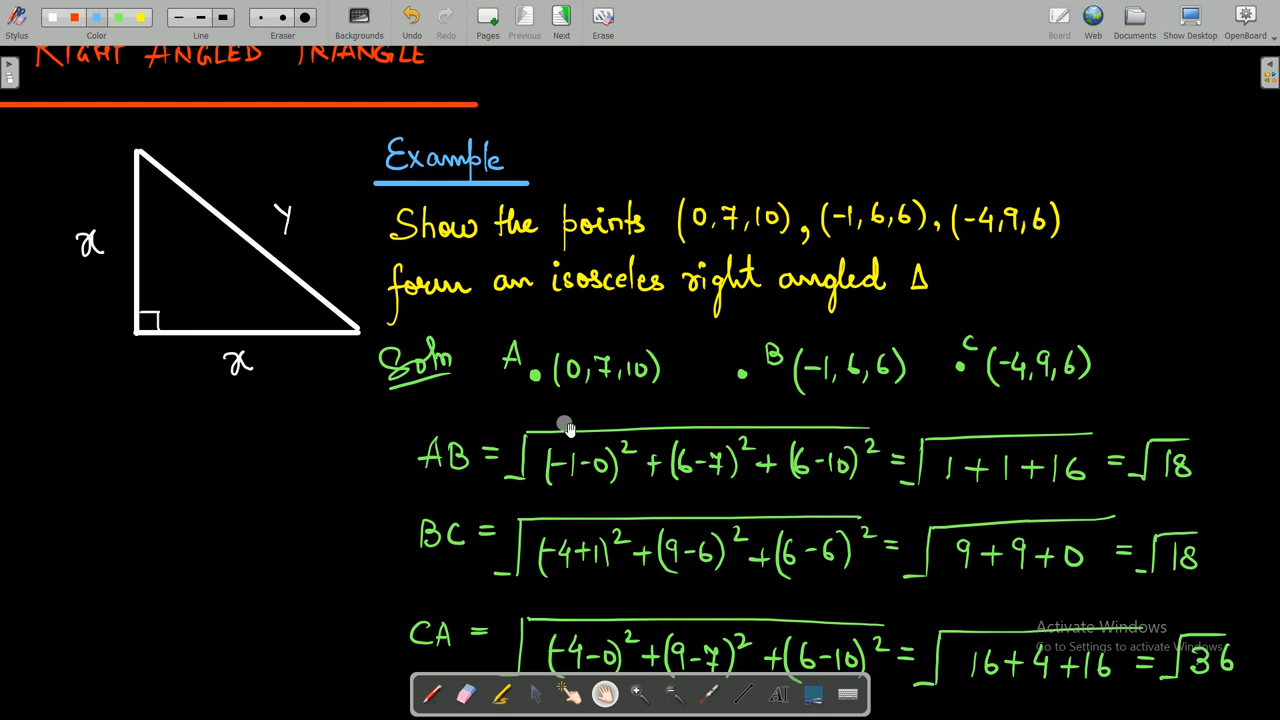 Stylus Color Line Eraser Backgrounds Undo Redo Pages Previous Next Erase Board Web Documents Show Desktop OpenBoard
RIGHT ANGLED TRIANGLE
Example
Show the points (0,7,10), (-1,6,6), (-4,9,6)
form an isosceles right angled Δ
x
y
x
Soln A .(0,7,10) . B (-1,6,6) . C (-4,9,6)
AB = √(-1-0)² + (6-7)² + (6-10)² = √1+1+16 = √18
BC = √(-4+1)² + (9-6)² + (6-6)² = √9+9+0 = √18
CA = √(-4-0)² + (9-7)² + (6-10)² = √16+4+16 = √36
Activate Windows
Go to Settings to activate Windows.
AI